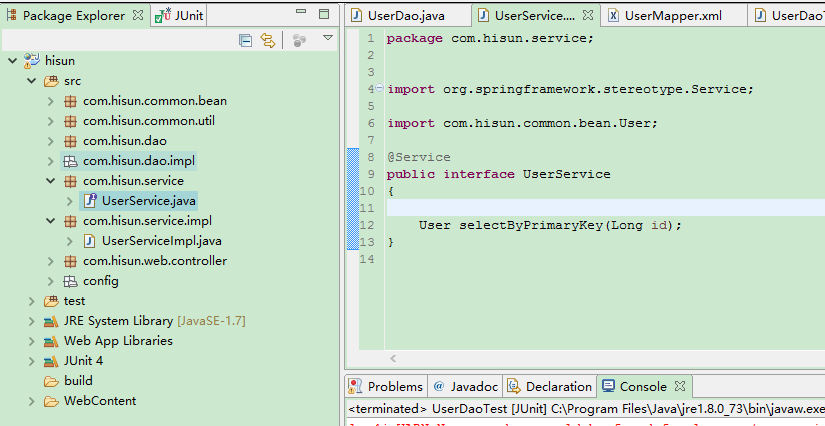 Package Explorer JUnit
hisun
src
com.hisun.common.bean
com.hisun.common.util
com.hisun.dao
com.hisun.dao.impl
com.hisun.service
UserService.java
com.hisun.service.impl
UserServiceImpl.java
com.hisun.web.controller
config
test
JRE System Library [JavaSE-1.7]
Web App Libraries
JUnit 4
build
WebContent
UserDao.java UserService.... UserMapper.xml UserDaoT
1 package com.hisun.service;
2
3
4 import org.springframework.stereotype.Service;
5
6 import com.hisun.common.bean.User;
7
8 @Service
9 public interface UserService
10 {
11
12 User selectByPrimaryKey(Long id);
13 }
14
Problems @ Javadoc Declaration Console
<terminated> UserDaoTest [JUnit] C:\Program Files\Java\jre1.8.0_73\bin\javaw.exe